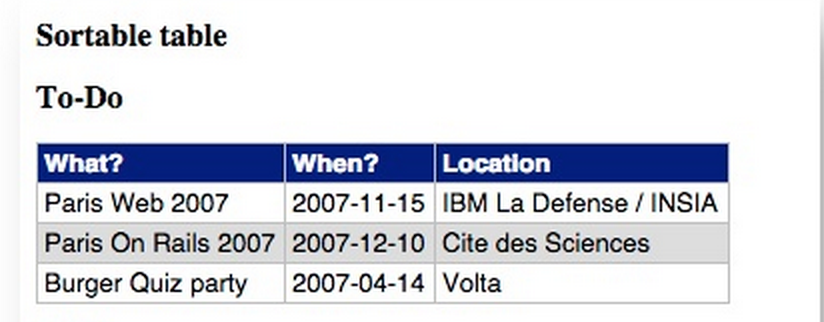 Sortable table
To-Do
What? When? Location
Paris Web 2007 2007-11-15 IBM La Defense / INSIA
Paris On Rails 2007 2007-12-10 Cite des Sciences
Burger Quiz party 2007-04-14 Volta